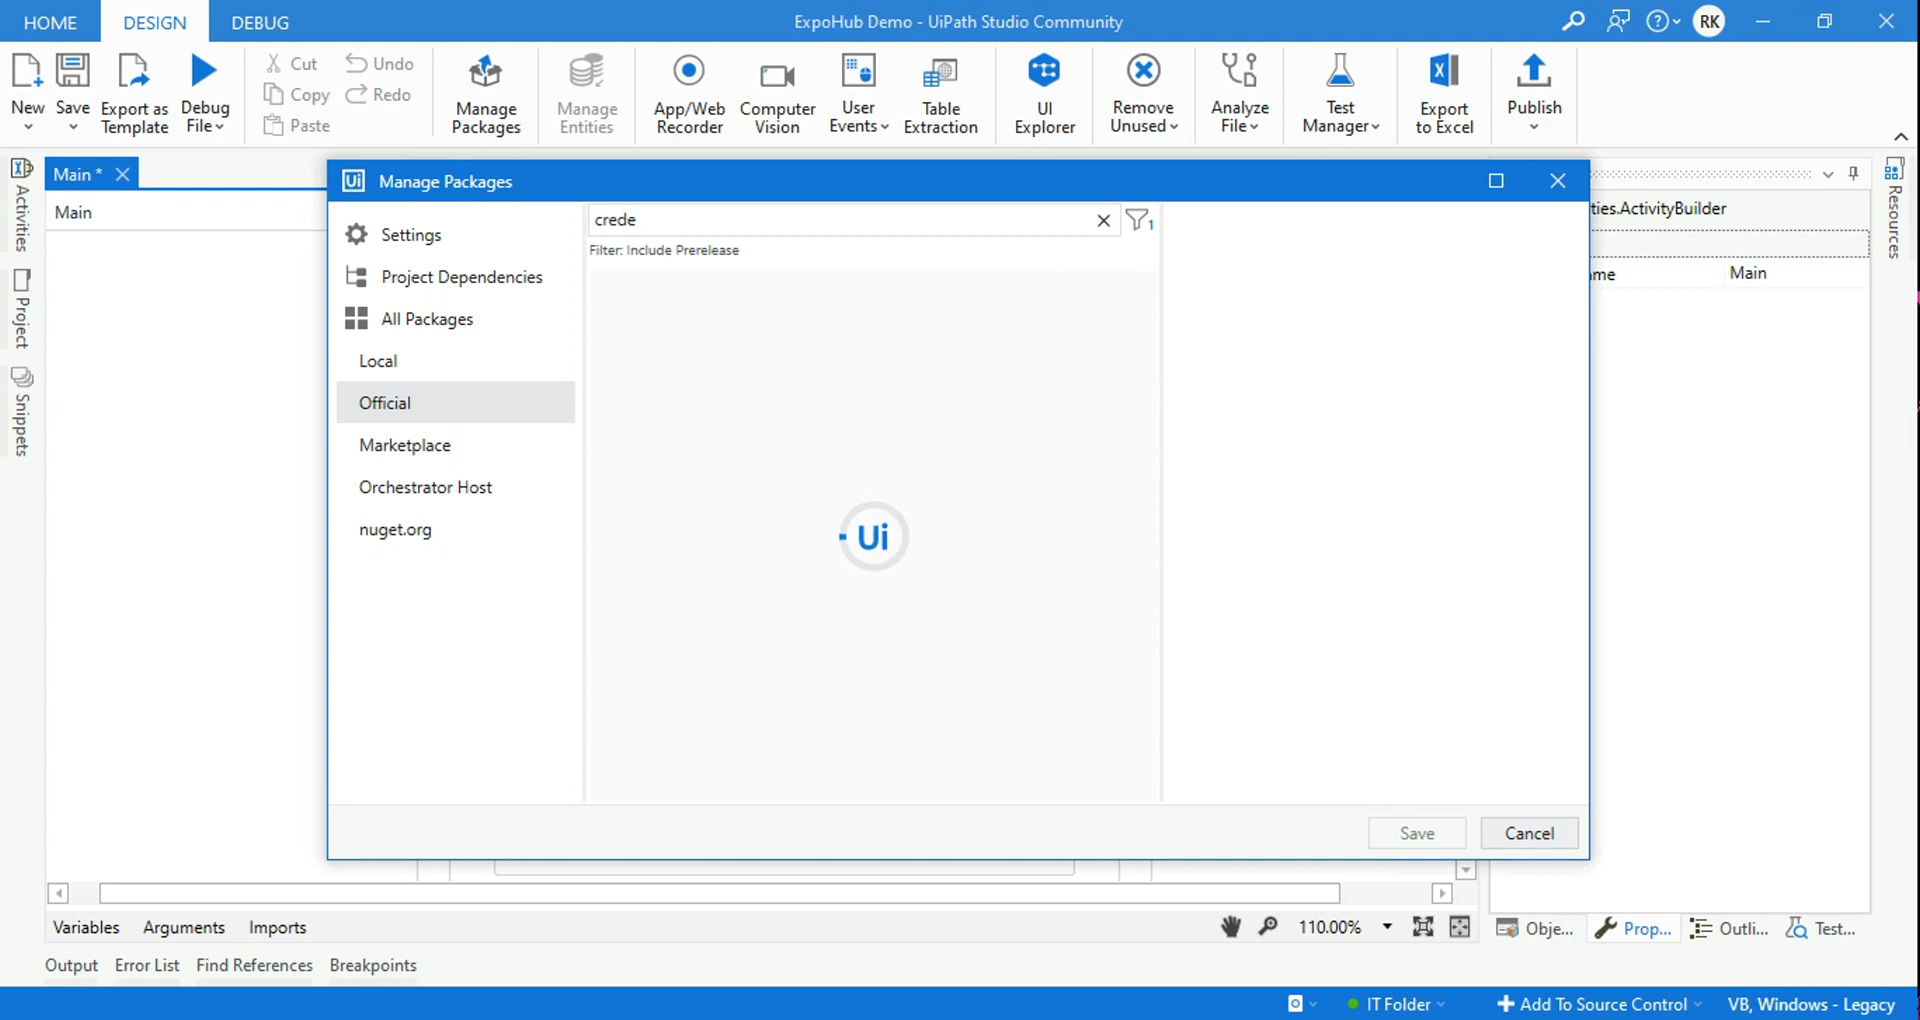 HOME
DESIGN
DEBUG
ExpoHub Demo - UiPath Studio Community
RK
New
Save
Export as
Template
Debug
File
Cut
Copy
Paste
Undo
Redo
Manage
Packages
Manage
Entities
App/Web
Recorder
Computer
Vision
User
Events
Table
Extraction
UI
Explorer
Remove
Unused
Analyze
File
Test
Manager
Export
to Excel
Publish
Activities
Project
Snippets
Main *
Main
Ui Manage Packages
Settings
Project Dependencies
All Packages
Local
Official
Marketplace
Orchestrator Host
nuget.org
crede
1
Filter: Include Prerelease
Ui
Save
Cancel
ties.ActivityBuilder
me
Main
Resources
Variables
Arguments
Imports
110.00%
Obje...
Prop...
Outli...
Test...
Output
Error List
Find References
Breakpoints
IT Folder
Add To Source Control
VB, Windows - Legacy